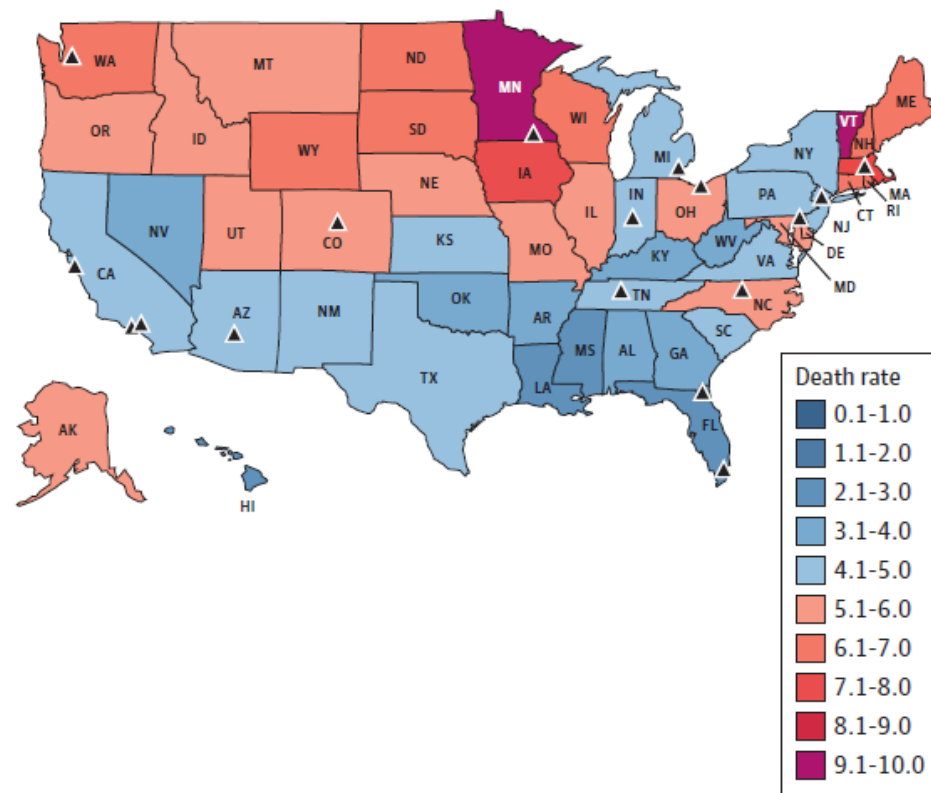 WA
MT
ND
MN
ME
OR
ID
SD
WI
VT
NH
WY
MI
NY
IA
MA
RI
NE
PA
CT
NV
UT
CO
IL
IN
OH
NJ
DE
CA
KS
MO
WV
VA
MD
KY
AZ
NM
OK
AR
TN
NC
SC
MS
AL
GA
TX
LA
FL
AK
HI
Death rate
0.1-1.0
1.1-2.0
2.1-3.0
3.1-4.0
4.1-5.0
5.1-6.0
6.1-7.0
7.1-8.0
8.1-9.0
9.1-10.0